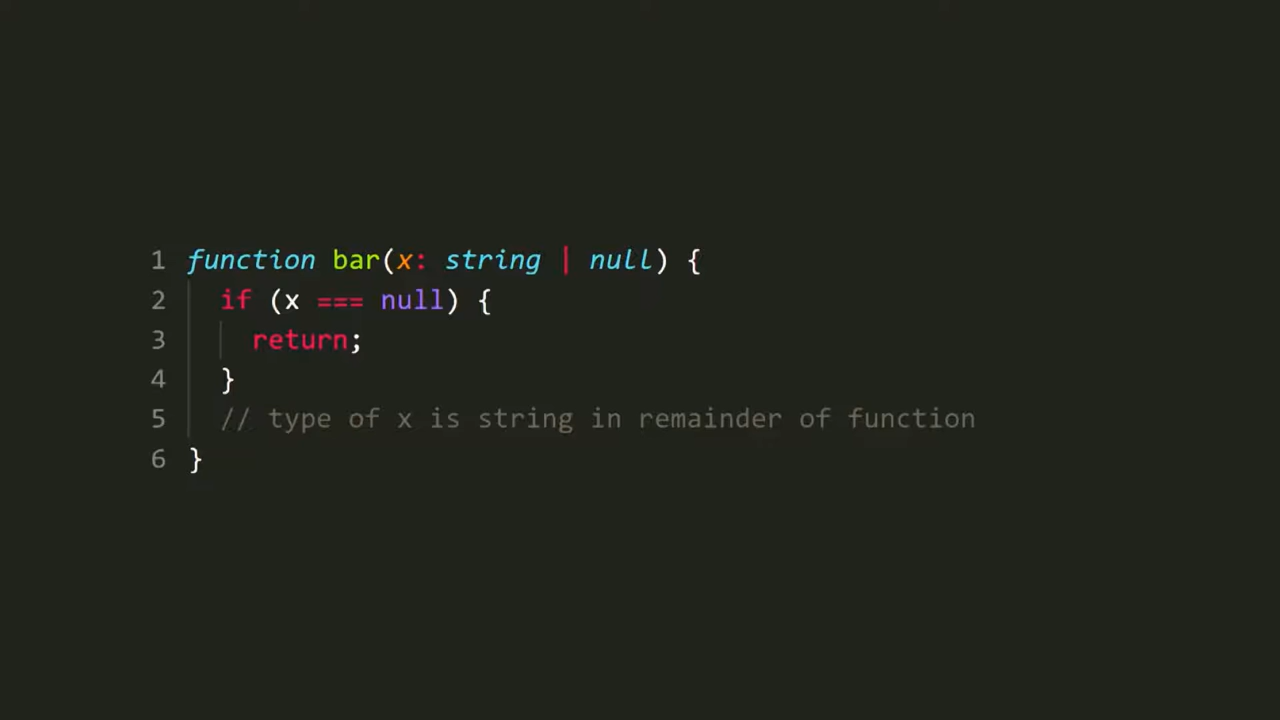 1 function bar(x: string | null) {
2   if (x === null) {
3     return;
4   }
5   // type of x is string in remainder of function
6 }